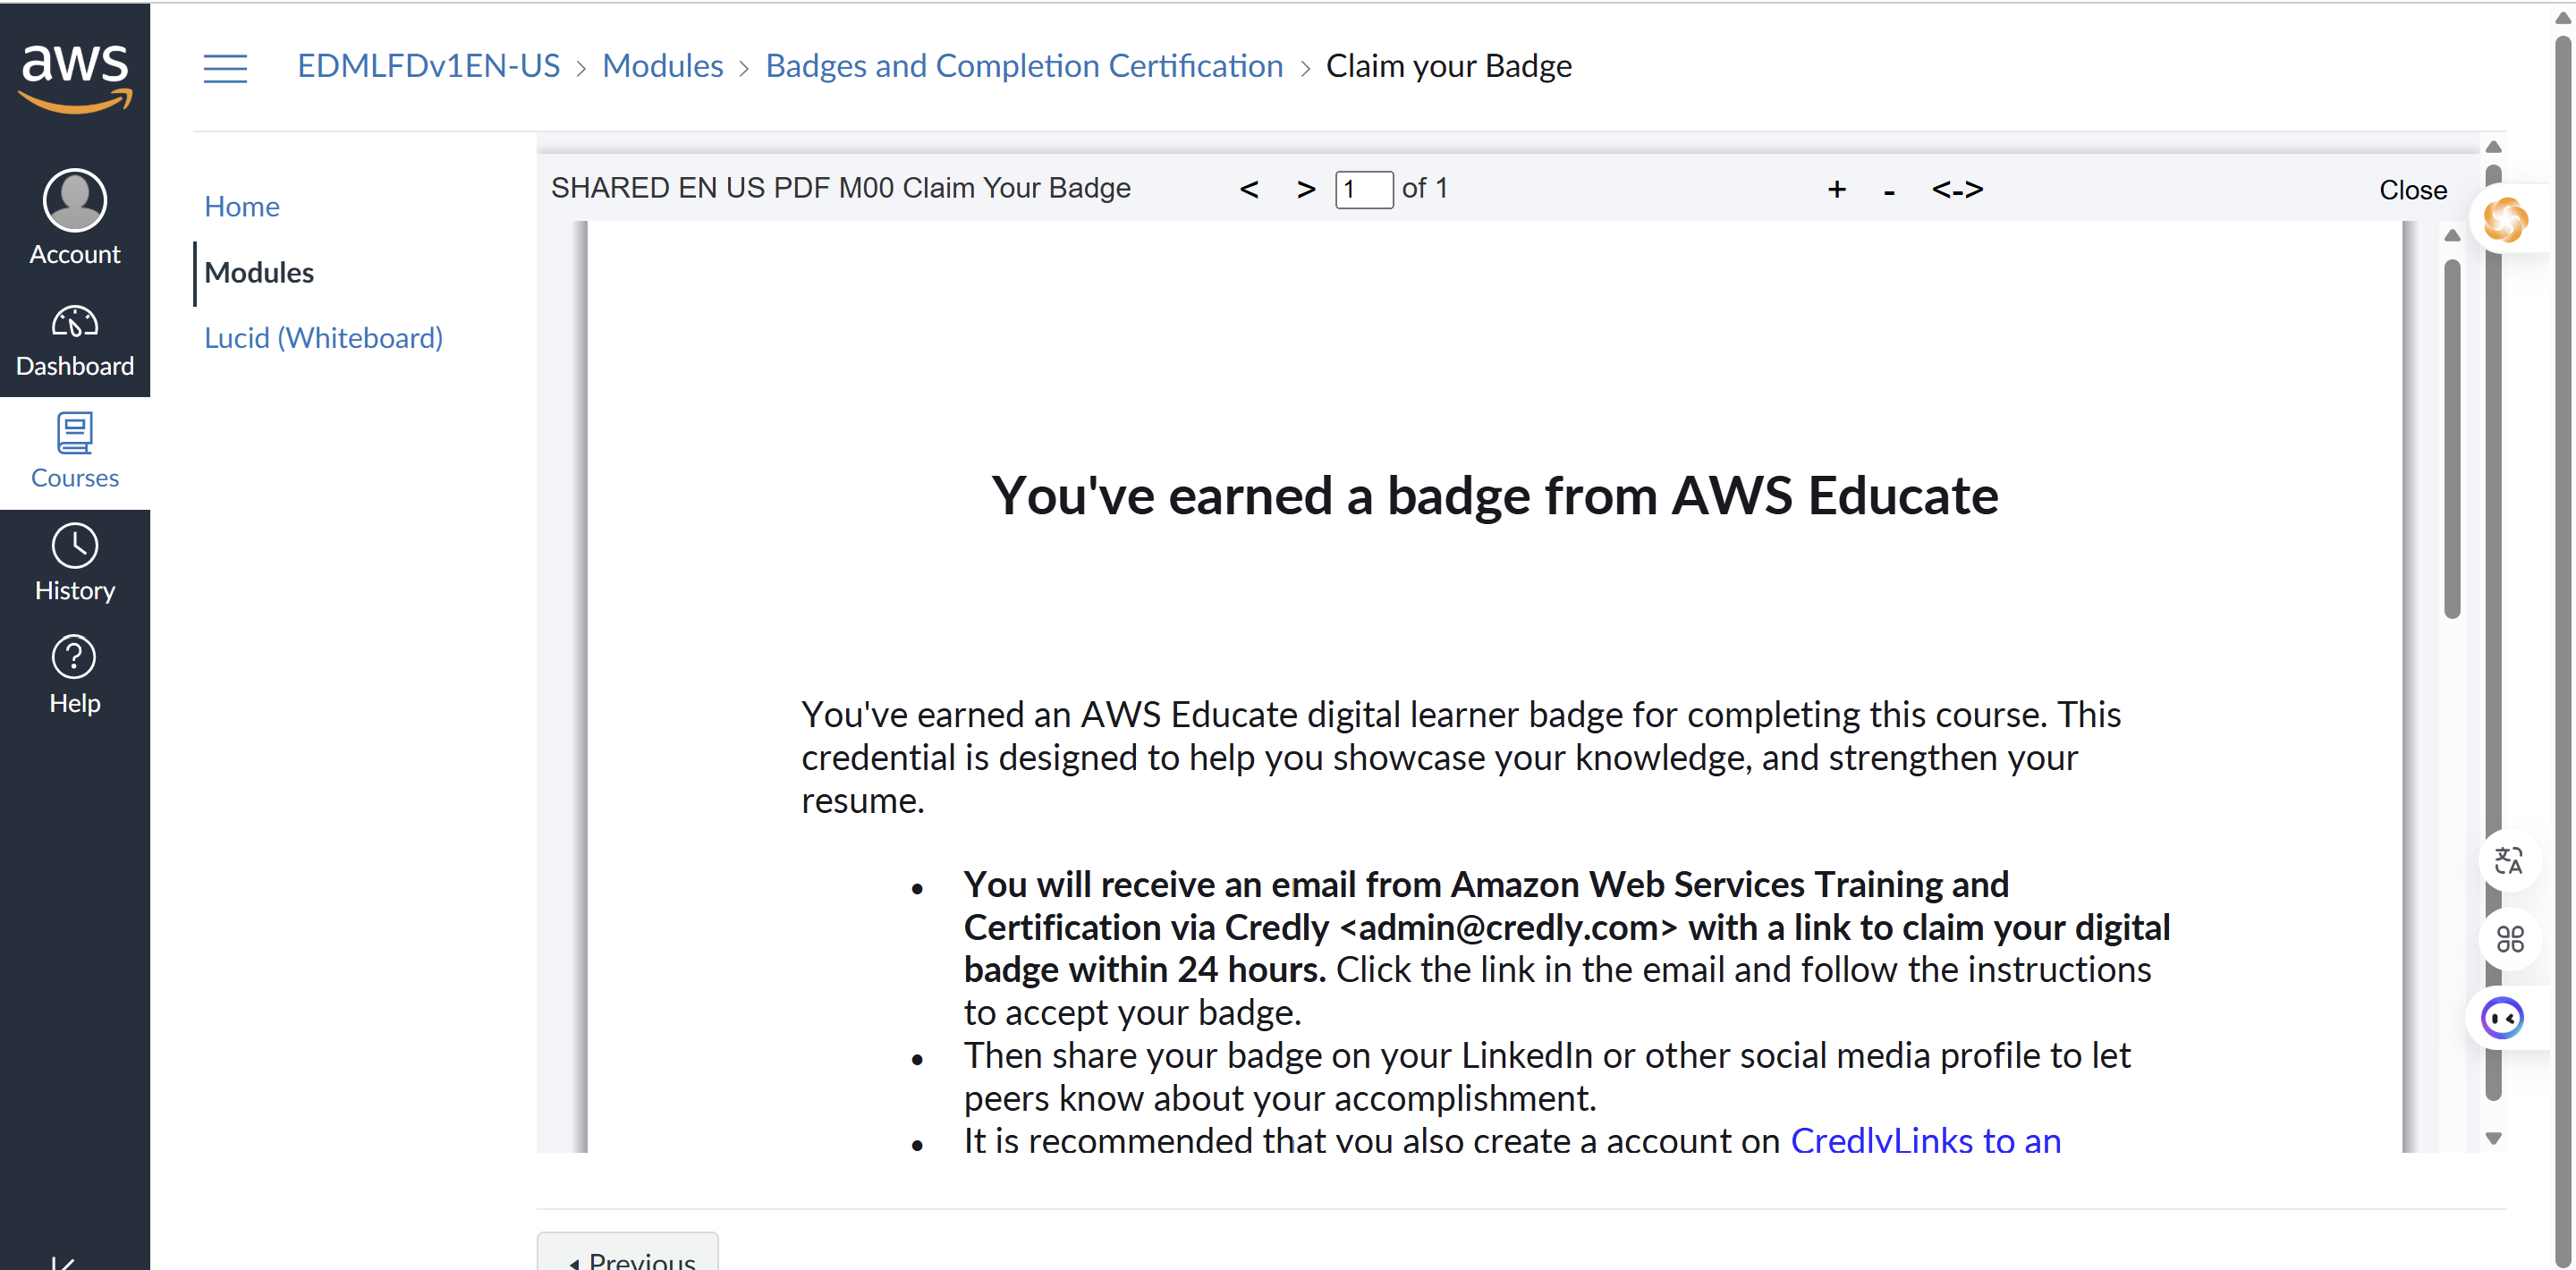 aws
Account
Dashboard
Courses
History
Help
EDMLFDv1EN-US > Modules > Badges and Completion Certification > Claim your Badge
Home
Modules
Lucid (Whiteboard)
SHARED EN US PDF M00 Claim Your Badge < > 1 of 1 + - <-> Close
You've earned a badge from AWS Educate
You've earned an AWS Educate digital learner badge for completing this course. This
credential is designed to help you showcase your knowledge, and strengthen your
resume.
• You will receive an email from Amazon Web Services Training and
Certification via Credly <admin@credly.com> with a link to claim your digital
badge within 24 hours. Click the link in the email and follow the instructions
to accept your badge.
• Then share your badge on your LinkedIn or other social media profile to let
peers know about your accomplishment.
• It is recommended that you also create a account on CredlyLinks to an
Previous